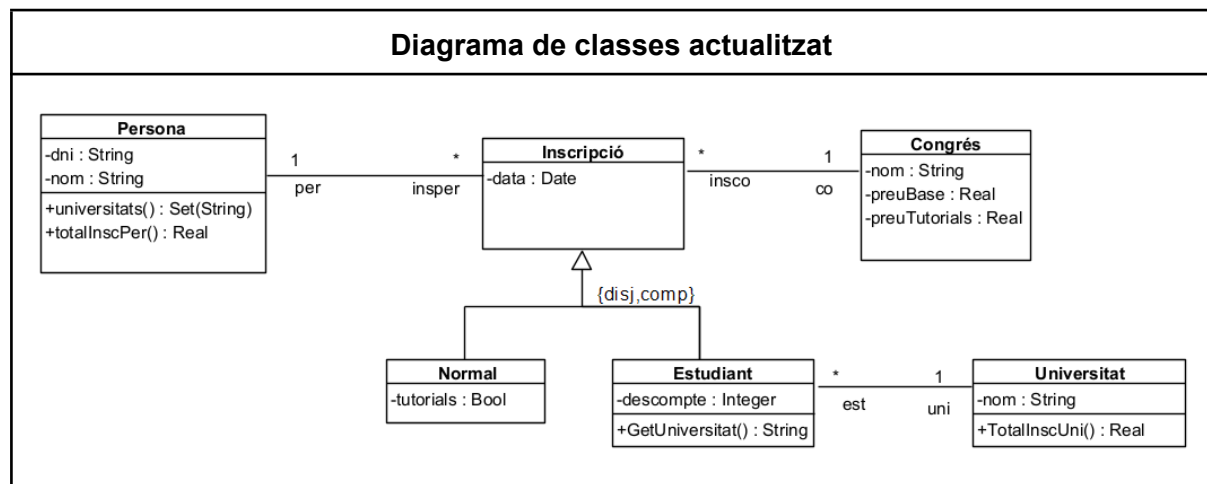 Diagrama de classes actualitzat
Persona
-dni : String
-nom : String
+universitats() : Set(String)
+totalInscPer() : Real
1
per
*
insper
Inscripció
-data : Date
*
insco
1
co
Congrés
-nom : String
-preuBase : Real
-preuTutorials : Real
{disj,comp}
Normal
-tutorials : Bool
Estudiant
-descompte : Integer
+GetUniversitat() : String
*
est
1
uni
Universitat
-nom : String
+TotalInscUni() : Real